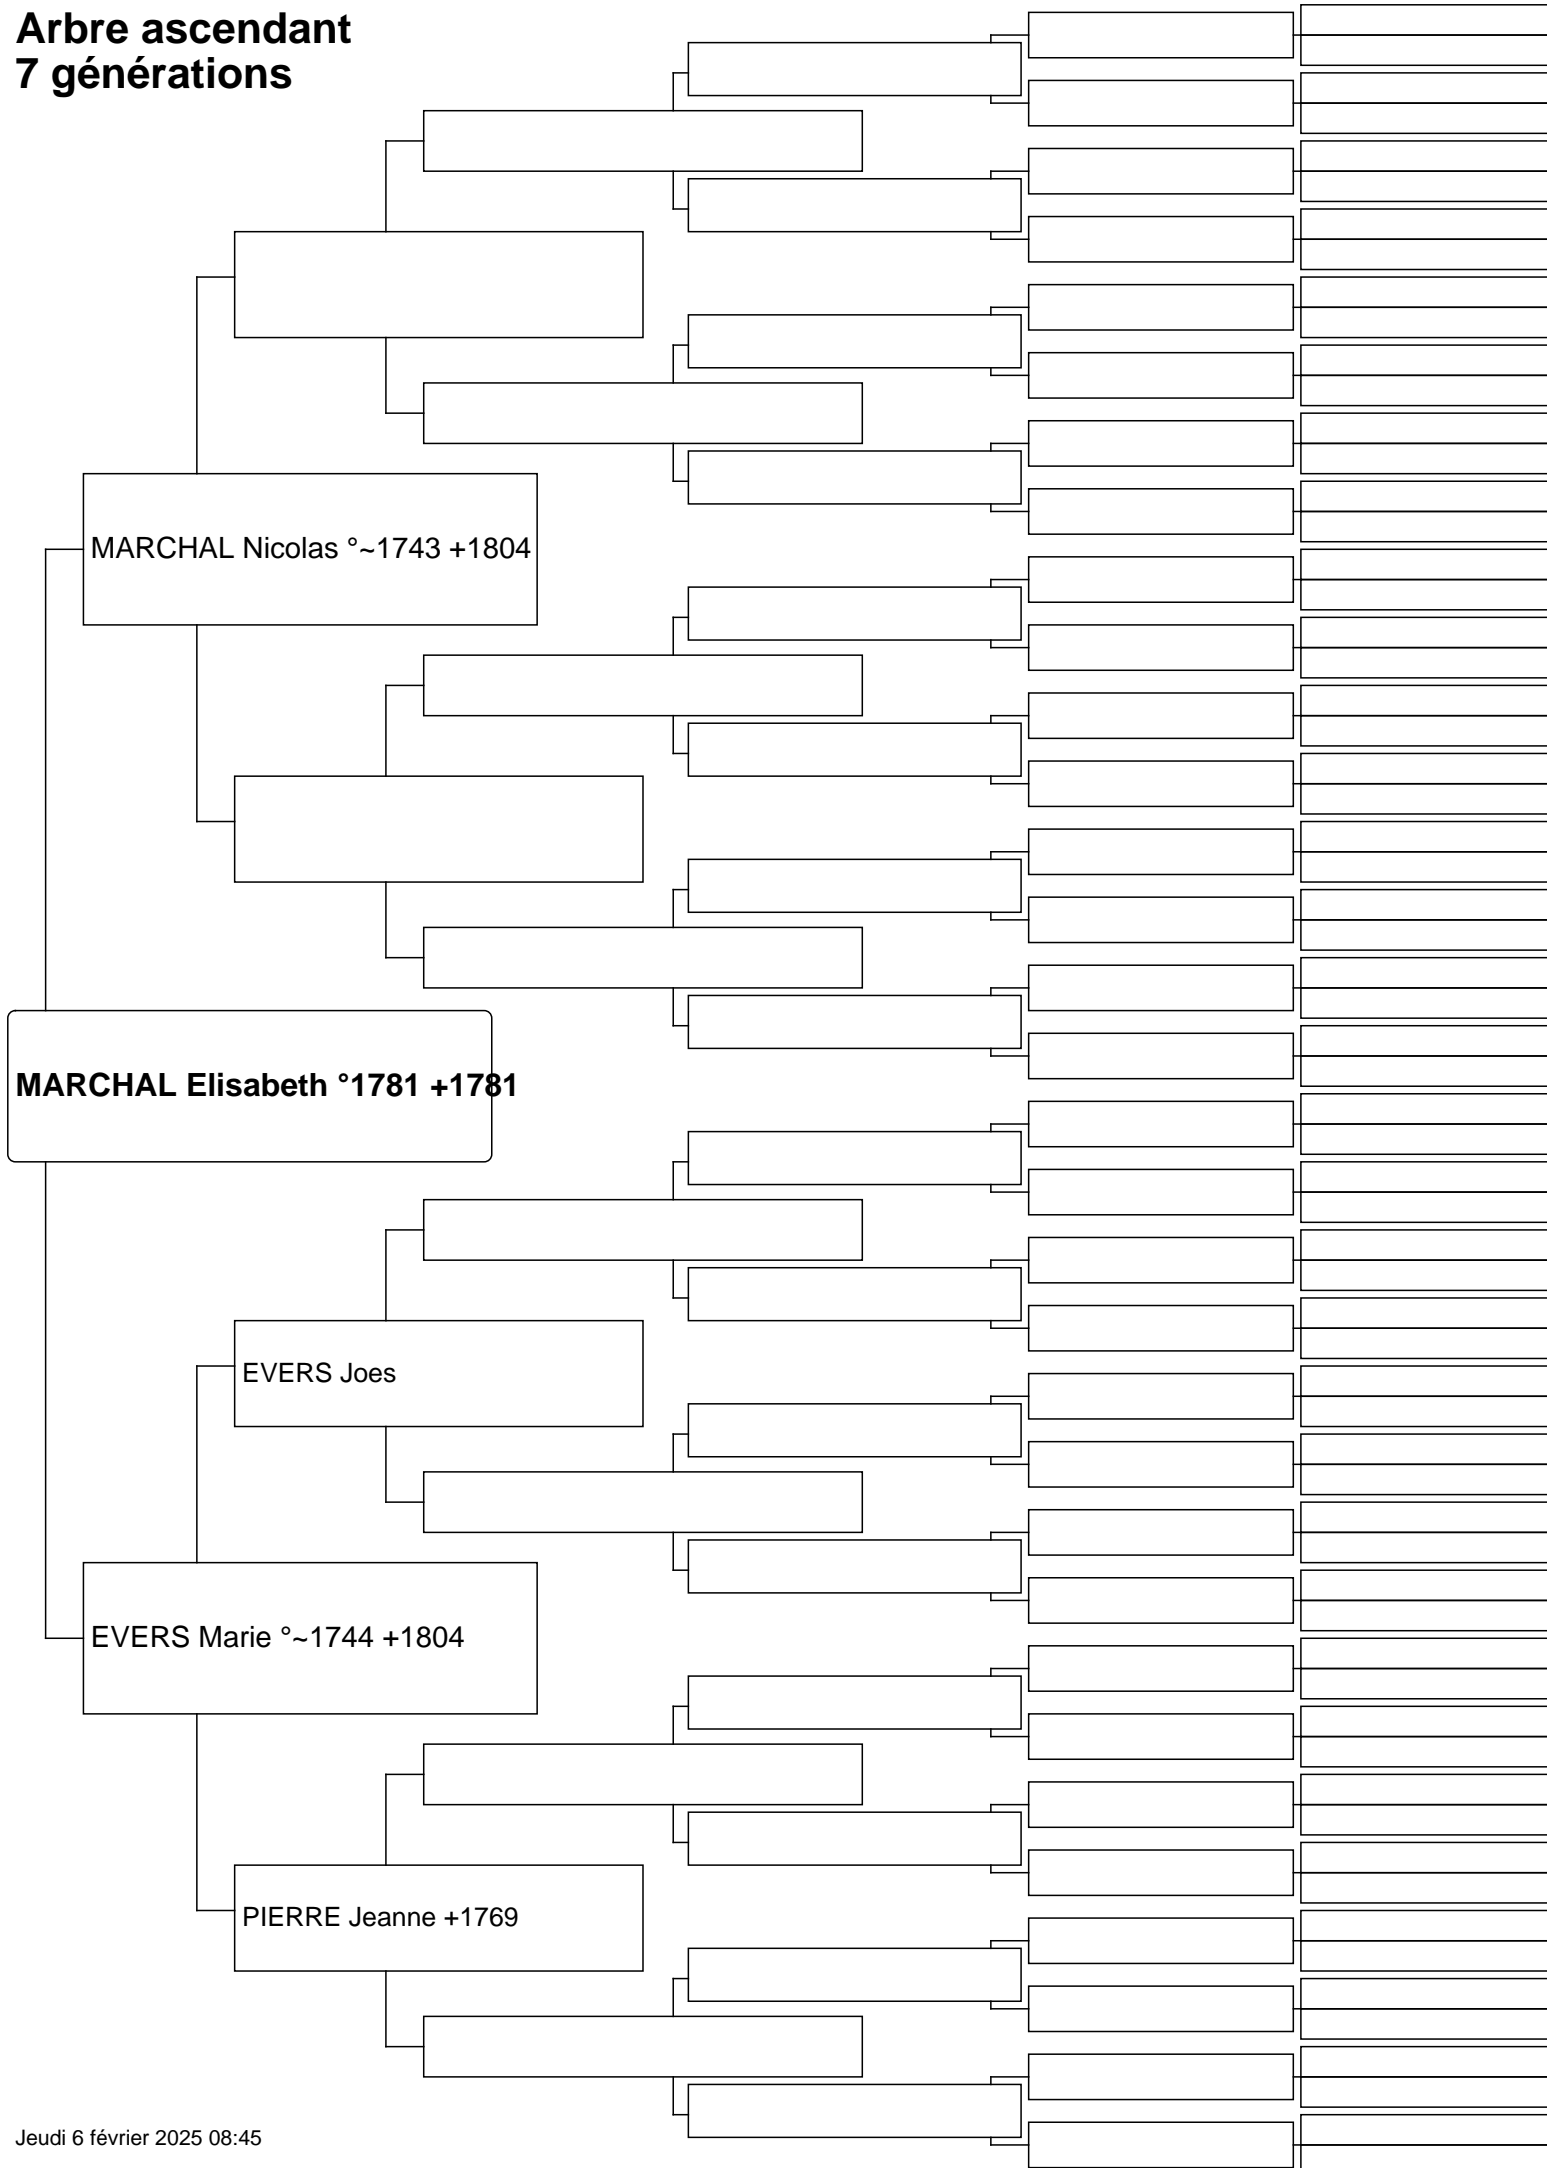 Arbre ascendant
7 générations
MARCHAL Nicolas °~1743 +1804
MARCHAL Elisabeth °1781 +1781
EVERS Joes
EVERS Marie °~1744 +1804
PIERRE Jeanne +1769
Jeudi 6 février 2025 08:45